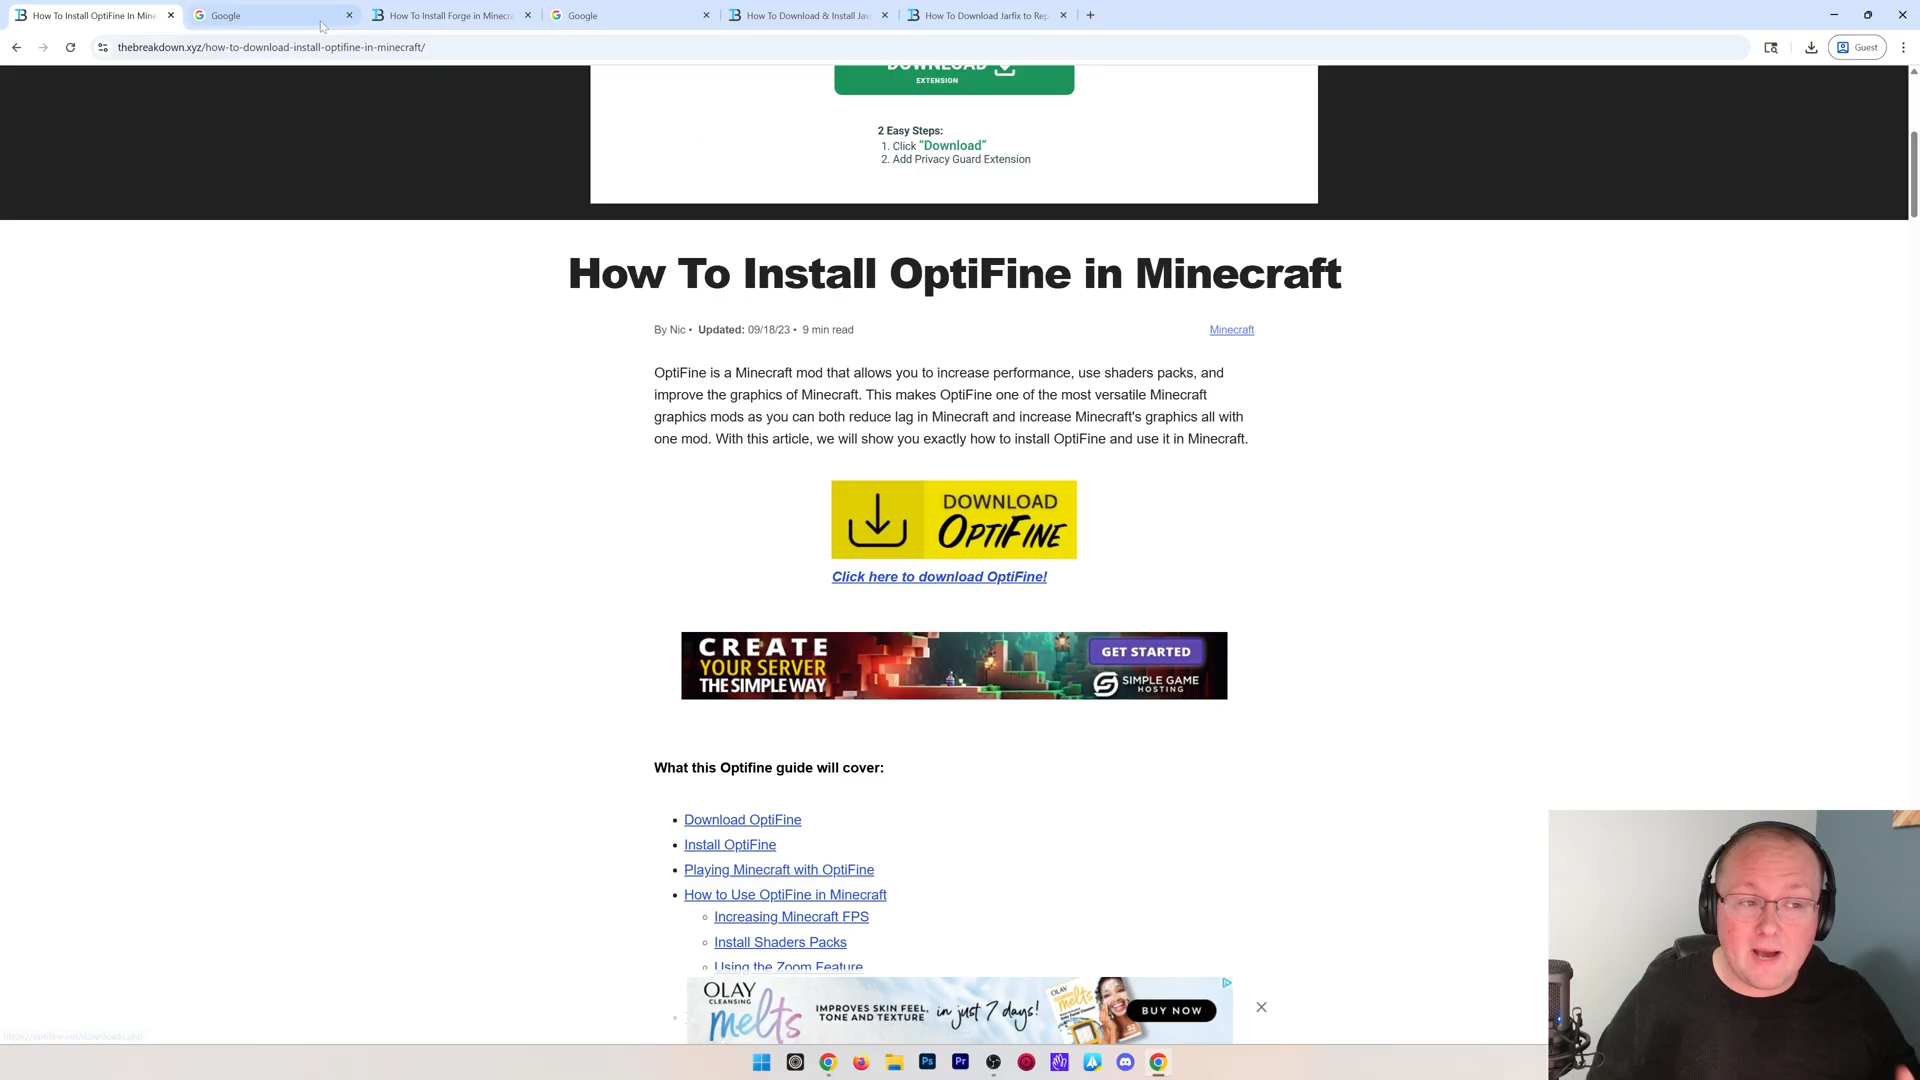 How To Install OptiFine In Mine
Google
How To Install Forge in Minecra
Google
How To Download & Install Jav
How To Download Jarfix to Rep
thebreakdown.xyz/how-to-download-install-optifine-in-minecraft/
Guest
DOWNLOAD
EXTENSION
2 Easy Steps:
1. Click “Download”
2. Add Privacy Guard Extension
How To Install OptiFine in Minecraft
By Nic • Updated: 09/18/23 • 9 min read
Minecraft
OptiFine is a Minecraft mod that allows you to increase performance, use shaders packs, and
improve the graphics of Minecraft. This makes OptiFine one of the most versatile Minecraft
graphics mods as you can both reduce lag in Minecraft and increase Minecraft's graphics all with
one mod. With this article, we will show you exactly how to install OptiFine and use it in Minecraft.
DOWNLOAD
OPTIFINE
Click here to download OptiFine!
CREATE
YOUR SERVER
THE SIMPLE WAY
GET STARTED
SIMPLE GAME
HOSTING
What this Optifine guide will cover:
• Download OptiFine
• Install OptiFine
• Playing Minecraft with OptiFine
• How to Use OptiFine in Minecraft
Increasing Minecraft FPS
Install Shaders Packs
Using the Zoom Feature
OLAY
CLEANSING
melts
IMPROVES SKIN FEEL,
TONE AND TEXTURE
in just 7 days!
OLAY
melts
BUY NOW
https://optifine.net/downloads.php
Ps
Pr